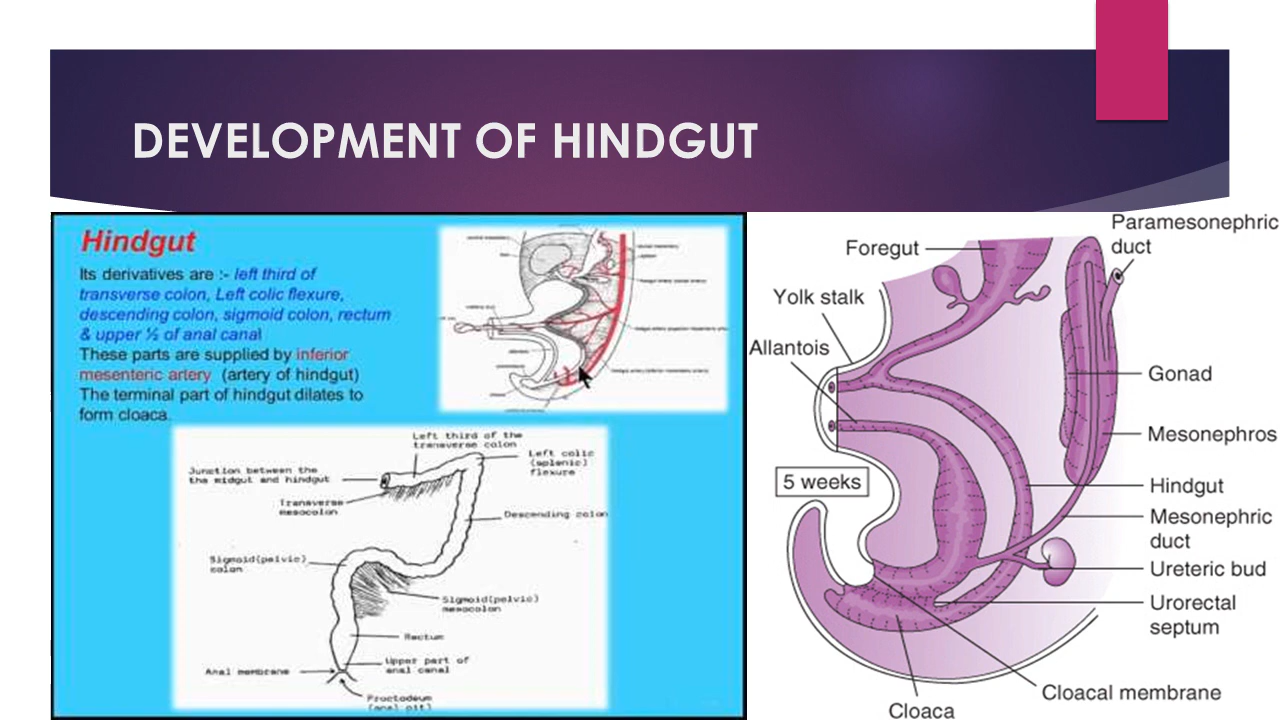 DEVELOPMENT OF HINDGUT
Hindgut
Its derivatives are :- left third of
transverse colon, Left colic flexure,
descending colon, sigmoid colon, rectum
& upper ½ of anal canal
These parts are supplied by inferior
mesenteric artery (artery of hindgut)
The terminal part of hindgut dilates to
form cloaca.
Left third of the
transverse colon
Left colic
(splenic)
flexure
Junction between the
the midgut and hindgut
Transverse
mesocolon
Descending colon
Sigmoid(pelvic)
colon
Sigmoid(pelvic)
mesocolon
Rectum
Upper part of
anal canal
Anal membrane
Proctodeum
(anal pit)
Paramesonephric
duct
Foregut
Yolk stalk
Allantois
Gonad
Mesonephros
5 weeks
Hindgut
Mesonephric
duct
Ureteric bud
Urorectal
septum
Cloacal membrane
Cloaca